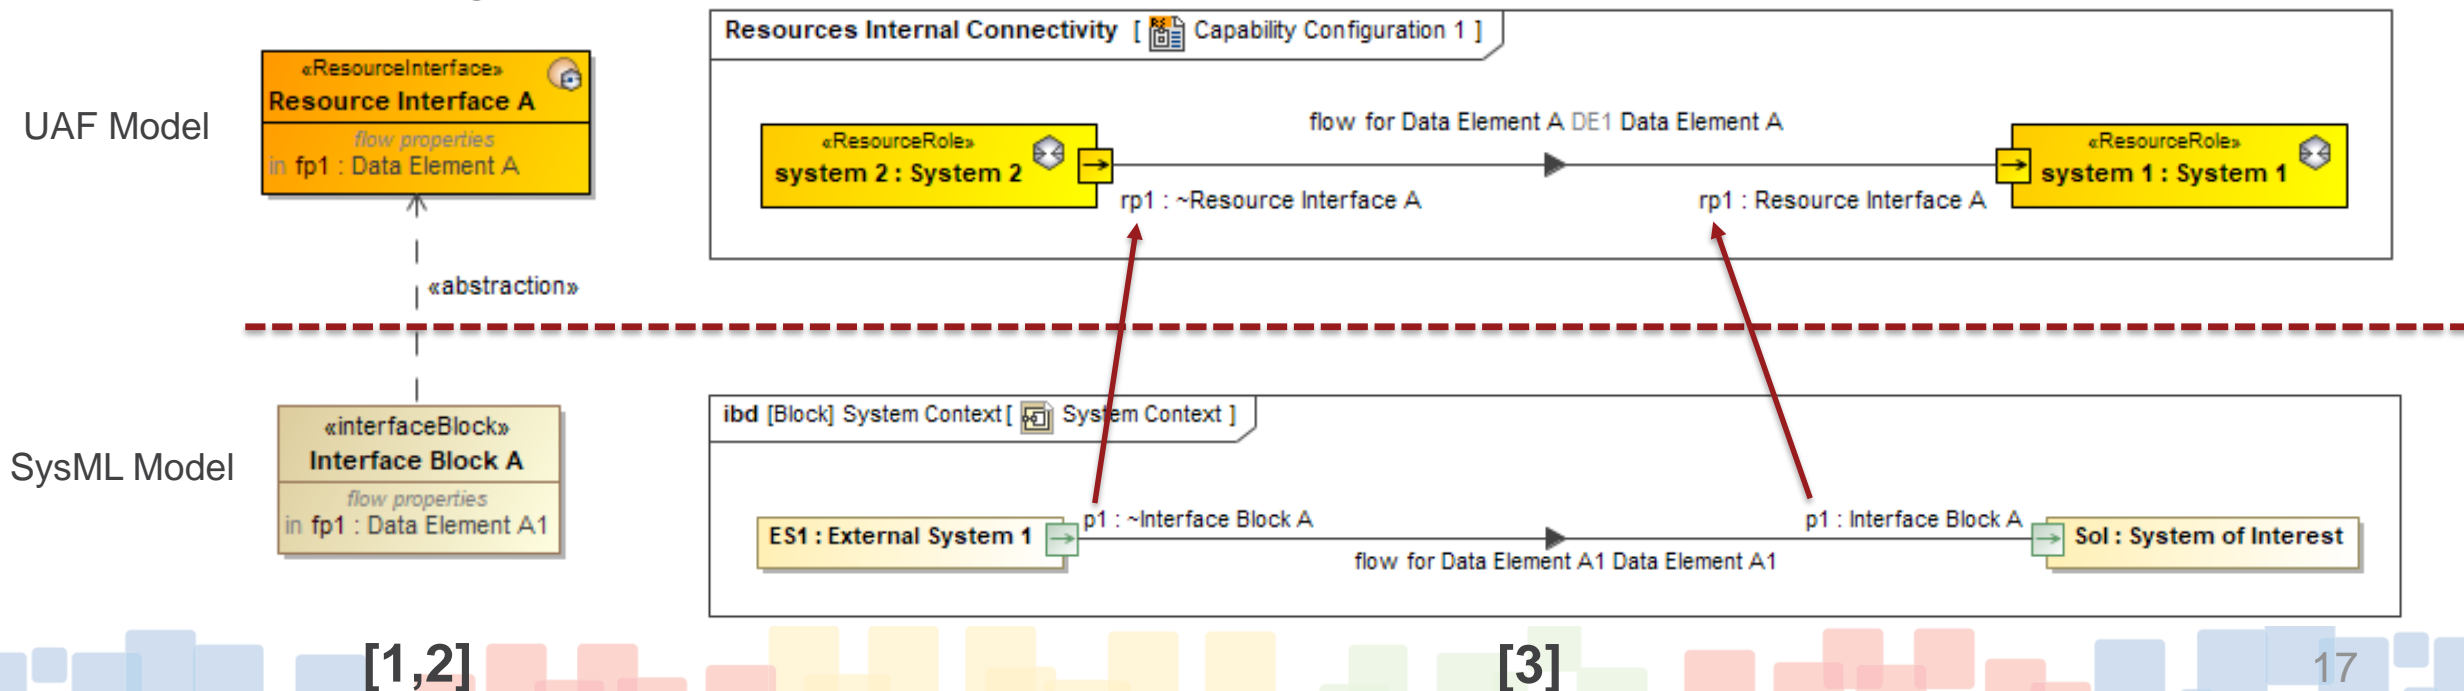 UAF Model
«ResourceInterface»
Resource Interface A
flow properties
in fp1 : Data Element A
«abstraction»
Resources Internal Connectivity [ Capability Configuration 1 ]
«ResourceRole»
system 2 : System 2
flow for Data Element A DE1 Data Element A
rp1 : ~Resource Interface A
rp1 : Resource Interface A
«ResourceRole»
system 1 : System 1
SysML Model
«interfaceBlock»
Interface Block A
flow properties
in fp1 : Data Element A1
ibd [Block] System Context [ System Context ]
ES1 : External System 1
p1 : ~Interface Block A
flow for Data Element A1 Data Element A1
p1 : Interface Block A
SoI : System of Interest
[1,2]
[3]
17